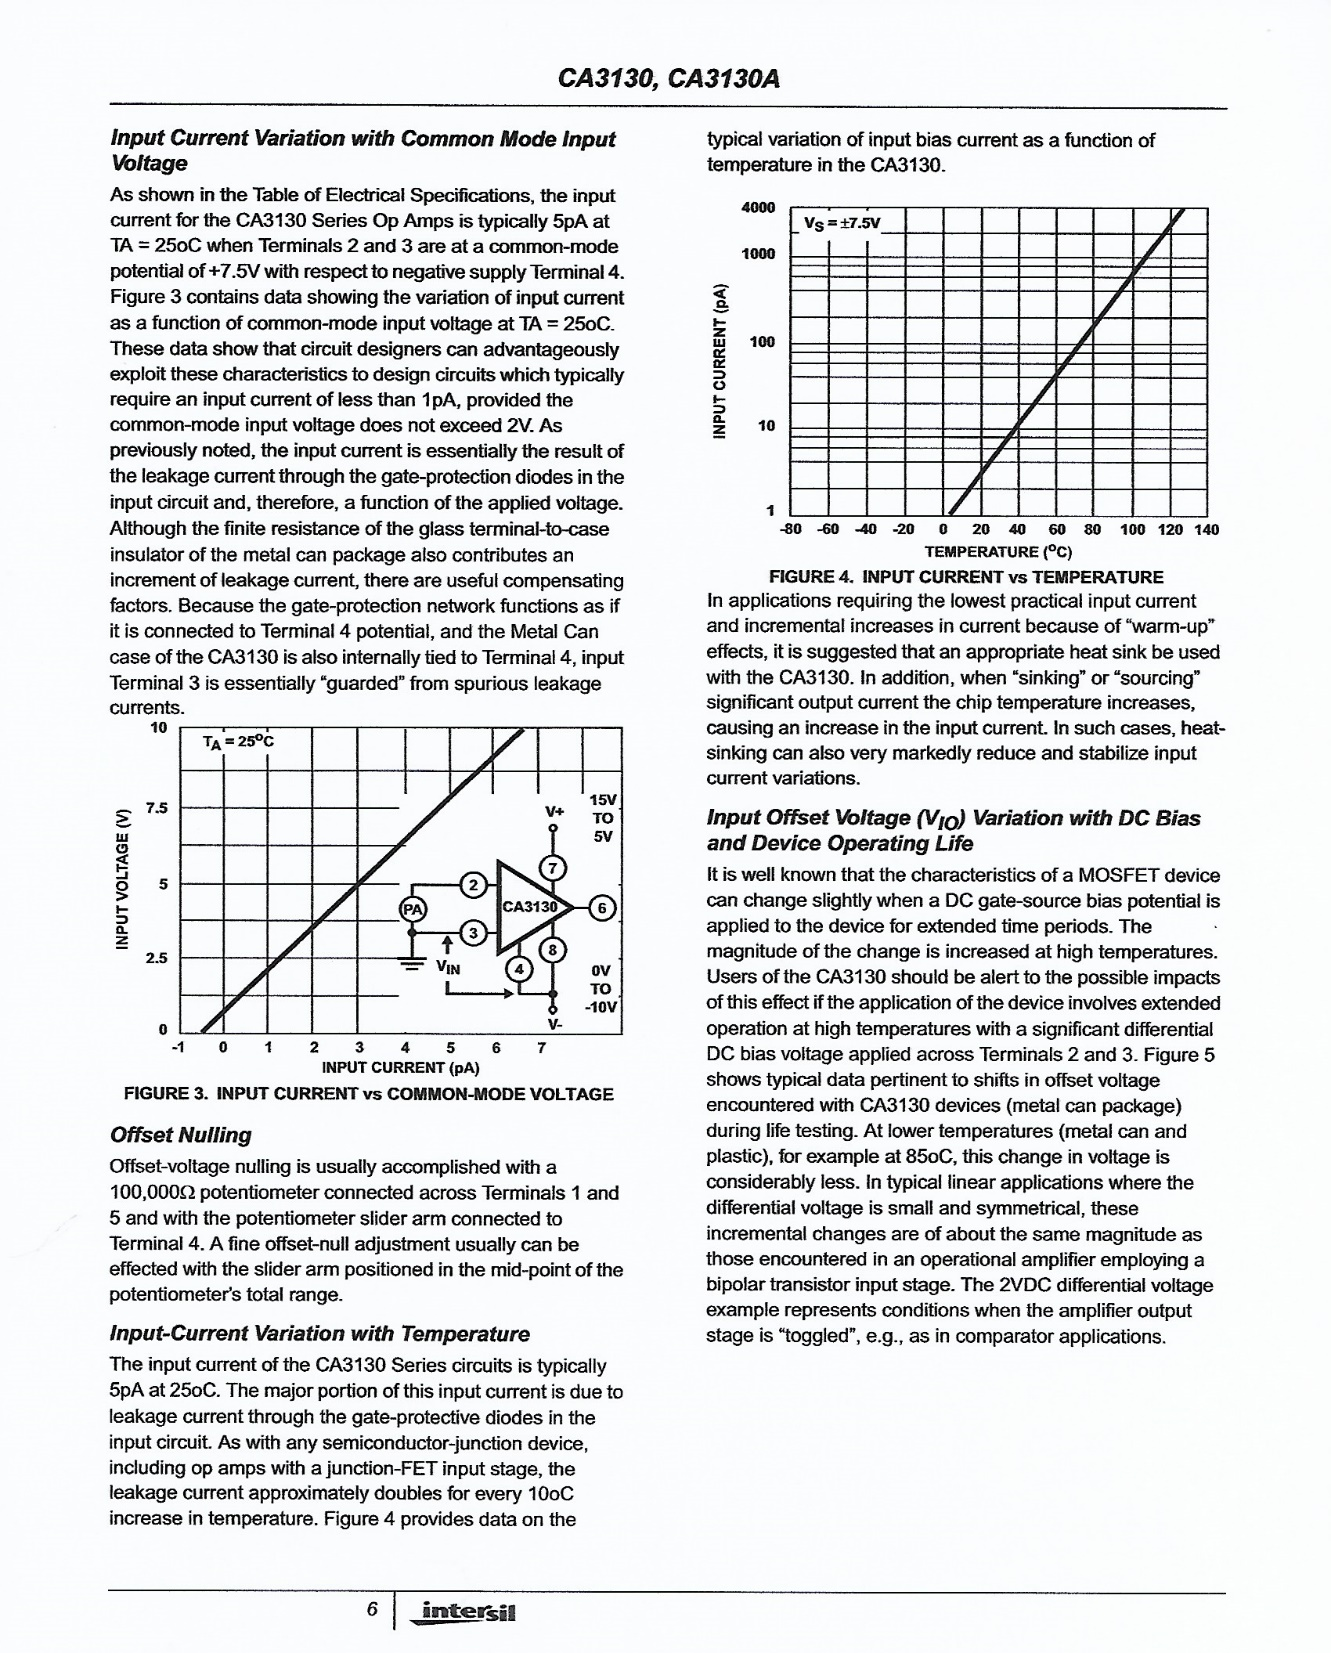 CA3130, CA3130A
Input Current Variation with Common Mode Input
Voltage
As shown in the Table of Electrical Specifications, the input
current for the CA3130 Series Op Amps is typically 5pA at
TA = 25oC when Terminals 2 and 3 are at a common-mode
potential of +7.5V with respect to negative supply Terminal 4.
Figure 3 contains data showing the variation of input current
as a function of common-mode input voltage at TA = 25oC.
These data show that circuit designers can advantageously
exploit these characteristics to design circuits which typically
require an input current of less than 1pA, provided the
common-mode input voltage does not exceed 2V. As
previously noted, the input current is essentially the result of
the leakage current through the gate-protection diodes in the
input circuit and, therefore, a function of the applied voltage.
Although the finite resistance of the glass terminal-to-case
insulator of the metal can package also contributes an
increment of leakage current, there are useful compensating
factors. Because the gate-protection network functions as if
it is connected to Terminal 4 potential, and the Metal Can
case of the CA3130 is also internally tied to Terminal 4, input
Terminal 3 is essentially “guarded” from spurious leakage
currents.
10
TA = 25ºC
7.5
5
2.5
0
INPUT VOLTAGE (V)
V+
15V
TO
5V
7
2
PA
CA3130
6
3
8
4
VIN
0V
TO
-10V
V-
-1 0 1 2 3 4 5 6 7
INPUT CURRENT (pA)
FIGURE 3. INPUT CURRENT vs COMMON-MODE VOLTAGE
Offset Nulling
Offset-voltage nulling is usually accomplished with a
100,000Ω potentiometer connected across Terminals 1 and
5 and with the potentiometer slider arm connected to
Terminal 4. A fine offset-null adjustment usually can be
effected with the slider arm positioned in the mid-point of the
potentiometer's total range.
Input-Current Variation with Temperature
The input current of the CA3130 Series circuits is typically
5pA at 25oC. The major portion of this input current is due to
leakage current through the gate-protective diodes in the
input circuit. As with any semiconductor-junction device,
including op amps with a junction-FET input stage, the
leakage current approximately doubles for every 10oC
increase in temperature. Figure 4 provides data on the
typical variation of input bias current as a function of
temperature in the CA3130.
4000
VS = ±7.5V
1000
100
10
1
INPUT CURRENT (pA)
-80 -60 -40 -20 0 20 40 60 80 100 120 140
TEMPERATURE (ºC)
FIGURE 4. INPUT CURRENT vs TEMPERATURE
In applications requiring the lowest practical input current
and incremental increases in current because of “warm-up”
effects, it is suggested that an appropriate heat sink be used
with the CA3130. In addition, when “sinking” or “sourcing”
significant output current the chip temperature increases,
causing an increase in the input current. In such cases, heat-
sinking can also very markedly reduce and stabilize input
current variations.
Input Offset Voltage (VIO) Variation with DC Bias
and Device Operating Life
It is well known that the characteristics of a MOSFET device
can change slightly when a DC gate-source bias potential is
applied to the device for extended time periods. The
magnitude of the change is increased at high temperatures.
Users of the CA3130 should be alert to the possible impacts
of this effect if the application of the device involves extended
operation at high temperatures with a significant differential
DC bias voltage applied across Terminals 2 and 3. Figure 5
shows typical data pertinent to shifts in offset voltage
encountered with CA3130 devices (metal can package)
during life testing. At lower temperatures (metal can and
plastic), for example at 85oC, this change in voltage is
considerably less. In typical linear applications where the
differential voltage is small and symmetrical, these
incremental changes are of about the same magnitude as
those encountered in an operational amplifier employing a
bipolar transistor input stage. The 2VDC differential voltage
example represents conditions when the amplifier output
stage is “toggled”, e.g., as in comparator applications.
6
intersil